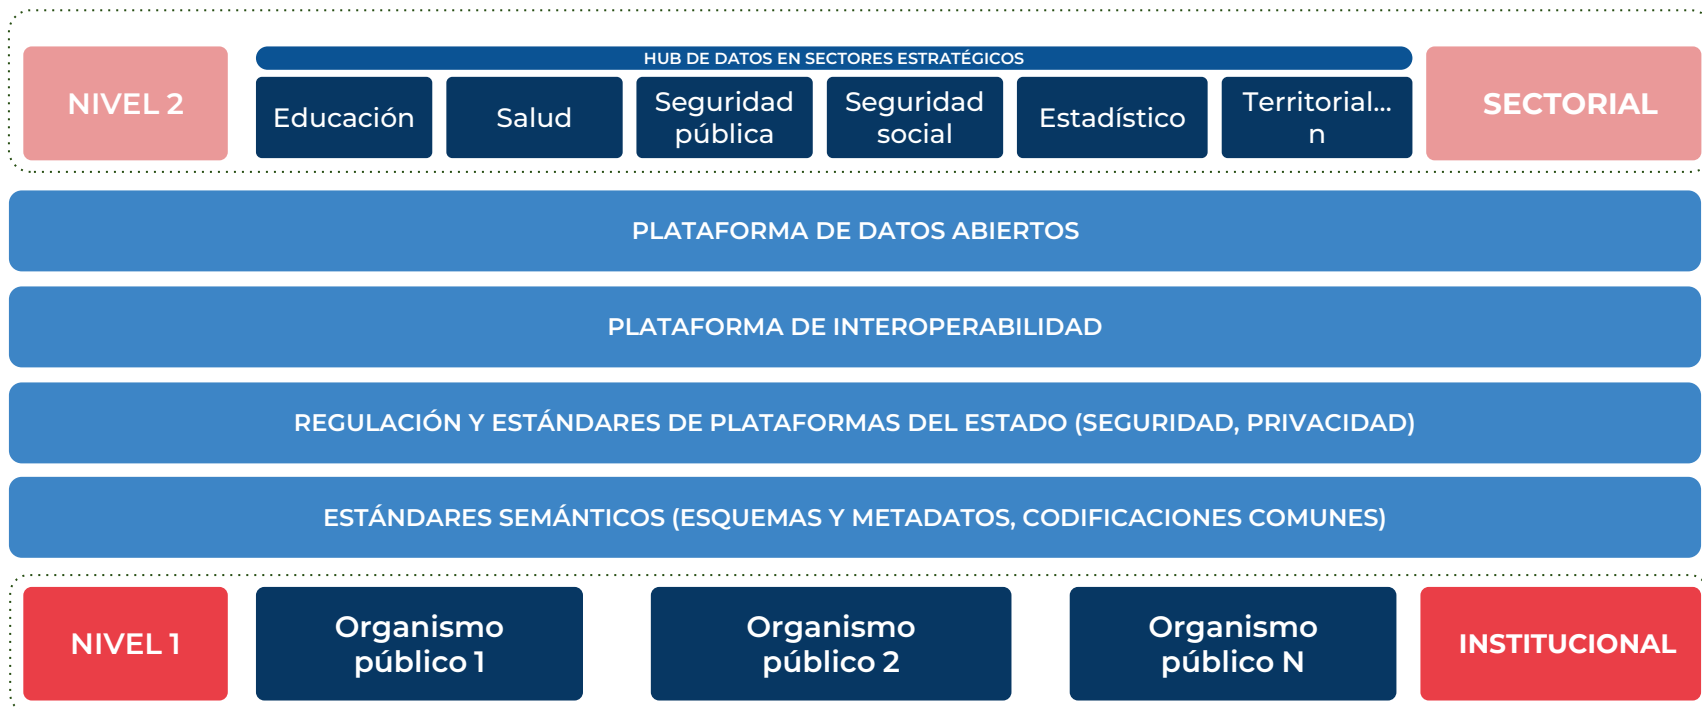 HUB DE DATOS EN SECTORES ESTRATÉGICOS
NIVEL 2
Educación
Salud
Seguridad
pública
Seguridad
social
Estadístico
Territorial...
n
SECTORIAL
PLATAFORMA DE DATOS ABIERTOS
PLATAFORMA DE INTEROPERABILIDAD
REGULACIÓN Y ESTÁNDARES DE PLATAFORMAS DEL ESTADO (SEGURIDAD, PRIVACIDAD)
ESTÁNDARES SEMÁNTICOS (ESQUEMAS Y METADATOS, CODIFICACIONES COMUNES)
NIVEL 1
Organismo
público 1
Organismo
público 2
Organismo
público N
INSTITUCIONAL